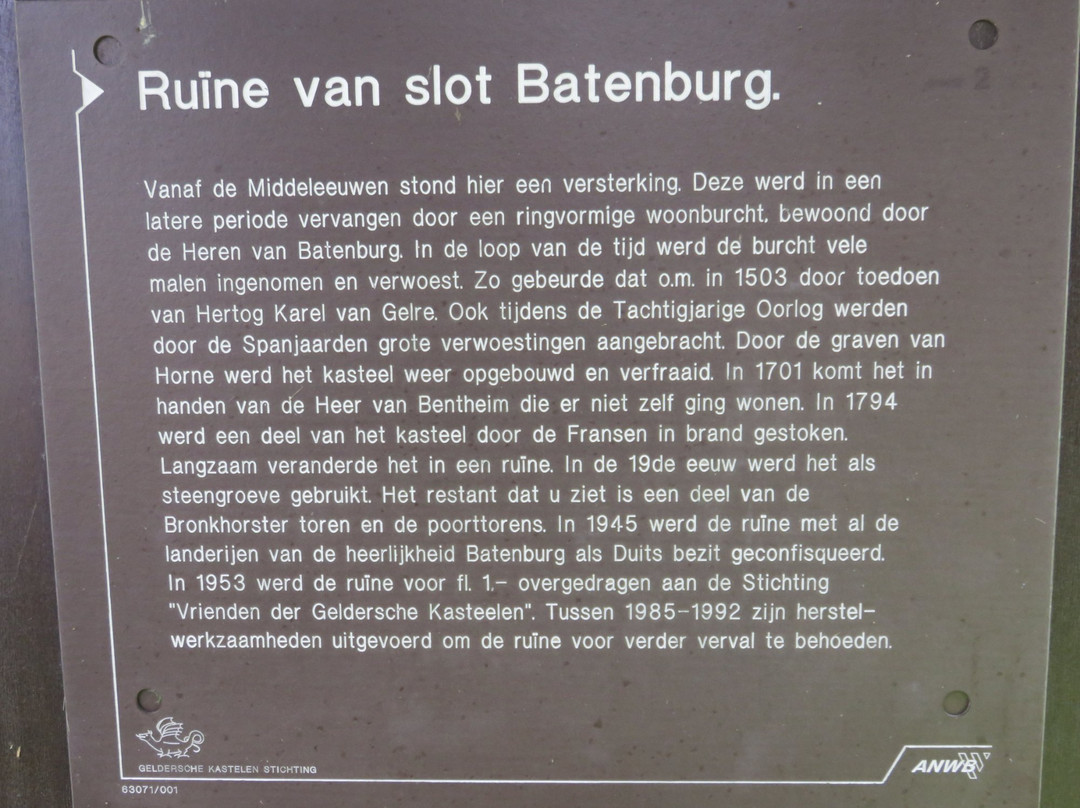 Ruïne van slot Batenburg.
Vanaf de Middeleeuwen stond hier een versterking. Deze werd in een
latere periode vervangen door een ringvormige woonburcht, bewoond door
de Heren van Batenburg. In de loop van de tijd werd de burcht vele
malen ingenomen en verwoest. Zo gebeurde dat o.m. in 1503 door toedoen
van Hertog Karel van Gelre. Ook tijdens de Tachtigjarige Oorlog werden
door de Spanjaarden grote verwoestingen aangebracht. Door de graven van
Horne werd het kasteel weer opgebouwd en verfraaid. In 1701 komt het in
handen van de Heer van Bentheim die er niet zelf ging wonen. In 1794
werd een deel van het kasteel door de Fransen in brand gestoken.
Langzaam veranderde het in een ruïne. In de 19de eeuw werd het als
steengroeve gebruikt. Het restant dat u ziet is een deel van de
Bronkhorster toren en de poorttorens. In 1945 werd de ruïne met al de
landerijen van de heerlijkheid Batenburg als Duits bezit geconfisqueerd.
In 1953 werd de ruïne voor fl. 1.- overgedragen aan de Stichting
"Vrienden der Geldersche Kasteelen". Tussen 1985-1992 zijn herstel-
werkzaamheden uitgevoerd om de ruïne voor verder verval te behoeden.
GELDERSCHE KASTELEN STICHTING
63071/001
ANWB